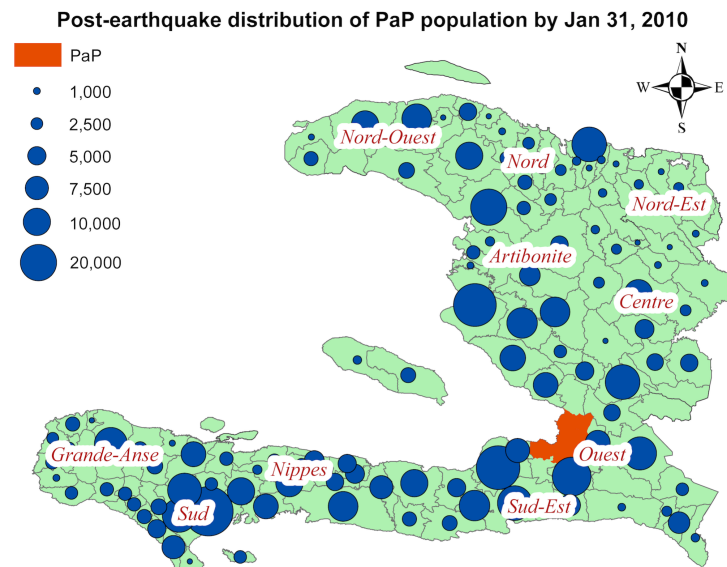 Post-earthquake distribution of PaP population by Jan 31, 2010
PaP
1,000
2,500
5,000
7,500
10,000
20,000
N
W E
S
Nord-Ouest
Nord
Nord-Est
Artibonite
Centre
Grande-Anse
Nippes
Ouest
Sud
Sud-Est